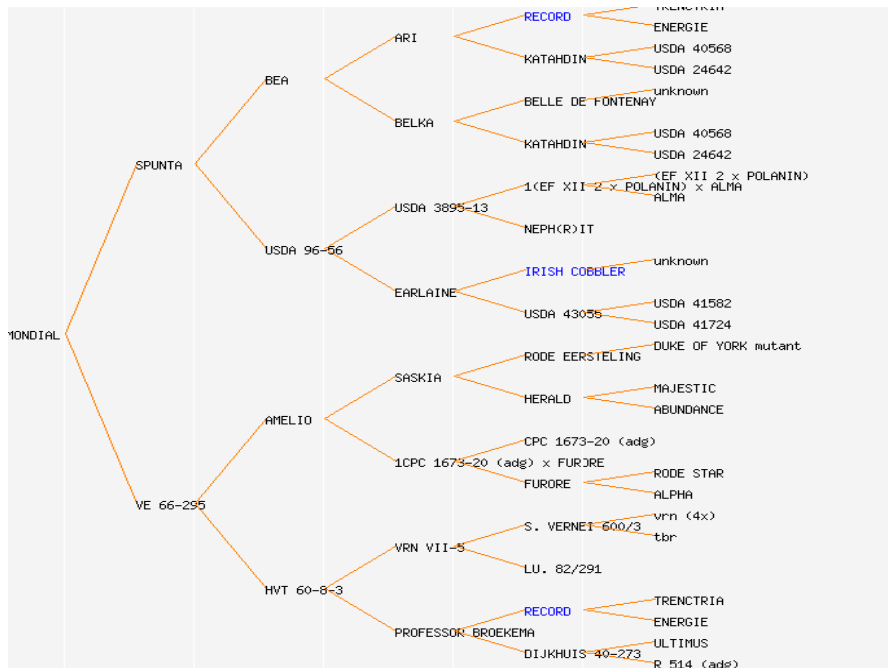 TRENCTRIA
RECORD
ENERGIE
ARI
USDA 40568
KATAHDIN
USDA 24642
BEA
unknown
BELLE DE FONTENAY
BELKA
USDA 40568
KATAHDIN
USDA 24642
SPUNTA
(EF XII 2 x POLANIN)
1(EF XII 2 x POLANIN) x ALMA
ALMA
USDA 3895-13
NEPH(R)IT
USDA 96-56
unknown
IRISH COBBLER
EARLAINE
USDA 41582
USDA 43055
USDA 41724
MONDIAL
DUKE OF YORK mutant
RODE EERSTELING
SASKIA
MAJESTIC
HERALD
ABUNDANCE
AMELIO
CPC 1673-20 (adg)
1CPC 1673-20 (adg) x FURORE
RODE STAR
FURORE
ALPHA
VE 66-295
vrn (4x)
S. VERNEI 600/3
tbr
VRN VII-5
LU. 82/291
HVT 60-8-3
TRENCTRIA
RECORD
ENERGIE
PROFESSOR BROEKEMA
ULTIMUS
DIJKHUIS 40-273
R 514 (adg)